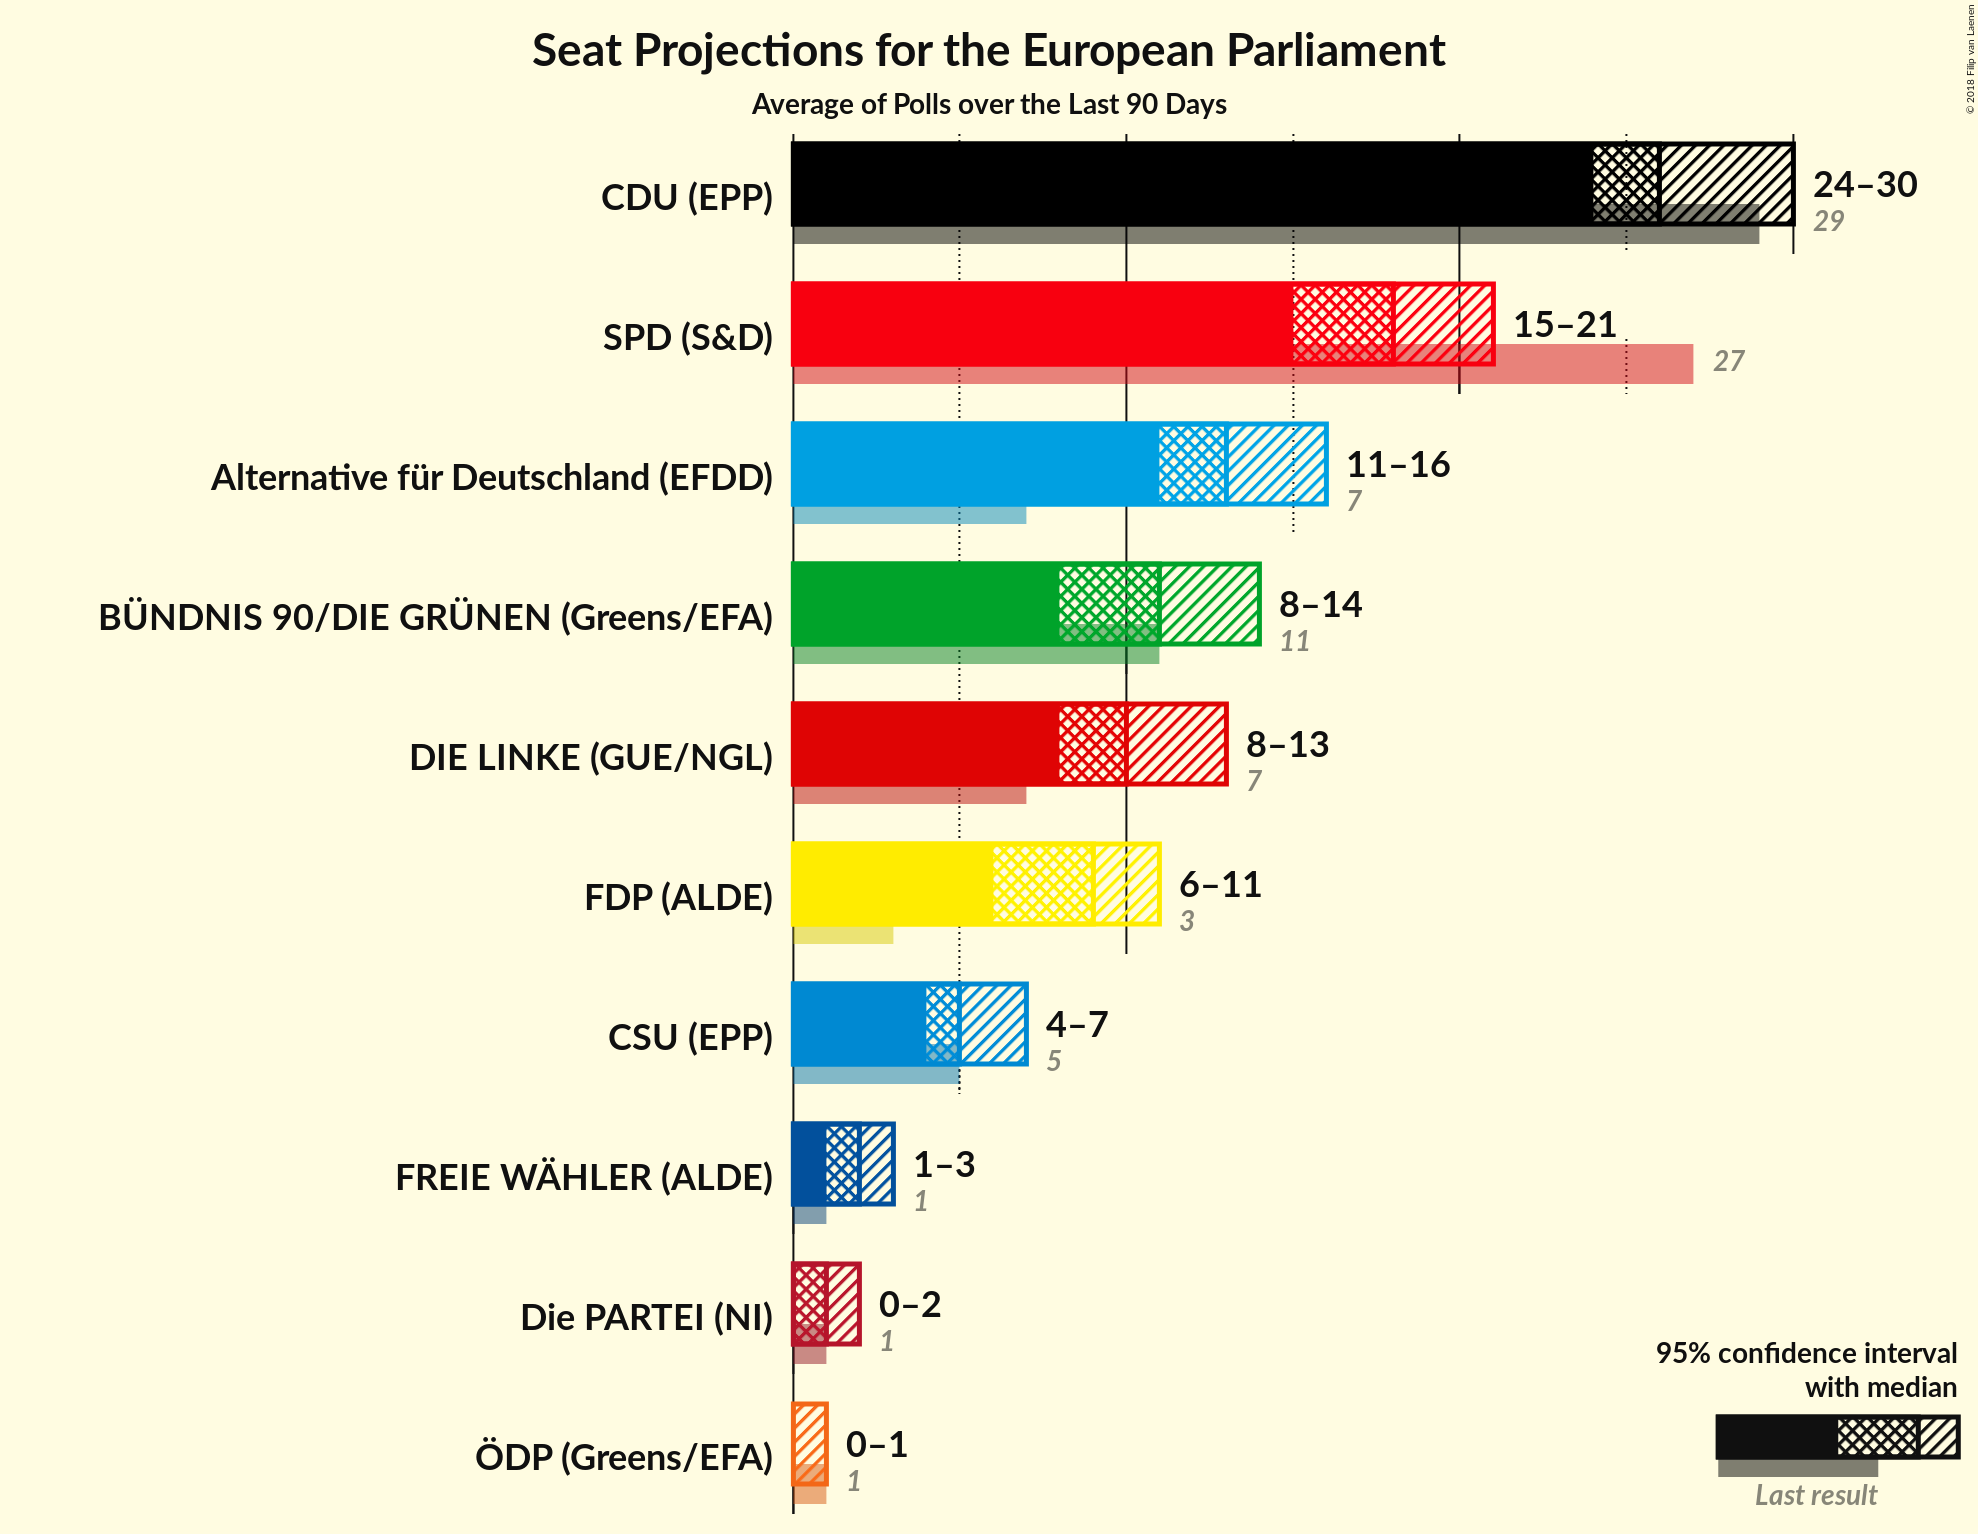 Seat Projections for the European Parliament
Average of Polls over the Last 90 Days
© 2018 Filip van Laenen
CDU (EPP)
24–30
29
SPD (S&D)
15–21
27
Alternative für Deutschland (EFDD)
11–16
7
BÜNDNIS 90/DIE GRÜNEN (Greens/EFA)
8–14
11
DIE LINKE (GUE/NGL)
8–13
7
FDP (ALDE)
6–11
3
CSU (EPP)
4–7
5
FREIE WÄHLER (ALDE)
1–3
1
Die PARTEI (NI)
0–2
1
ÖDP (Greens/EFA)
0–1
1
95% confidence interval
with median
Last result